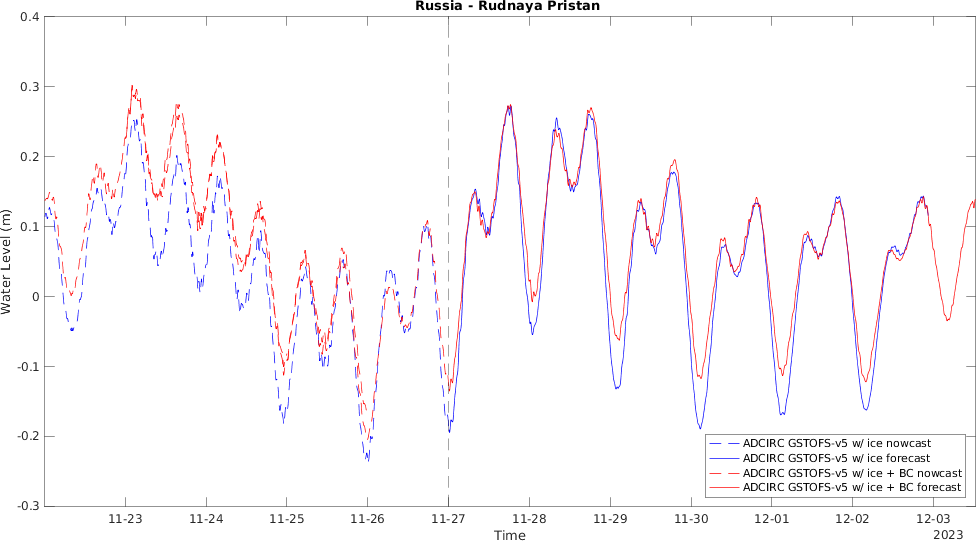 Russia - Rudnaya Pristan
0.4
0.3
0.2
0.1
0
-0.1
-0.2
-0.3
Water Level (m)
ADCIRC GSTOFS-v5 w/ ice nowcast
ADCIRC GSTOFS-v5 w/ ice forecast
ADCIRC GSTOFS-v5 w/ ice + BC nowcast
ADCIRC GSTOFS-v5 w/ ice + BC forecast
11-23 11-24 11-25 11-26 11-27 11-28 11-29 11-30 12-01 12-02 12-03
Time
2023